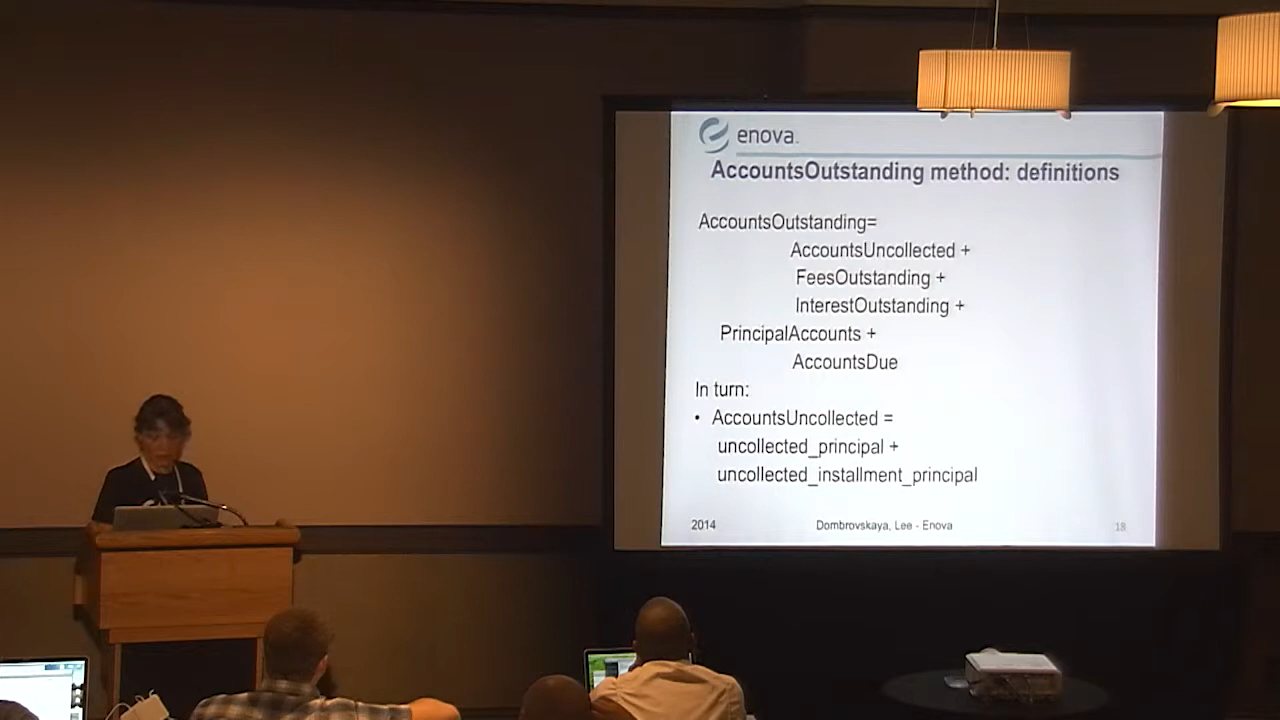 enova.
AccountsOutstanding method: definitions
AccountsOutstanding=
AccountsUncollected +
FeesOutstanding +
InterestOutstanding +
PrincipalAccounts +
AccountsDue
In turn:
• AccountsUncollected =
uncollected_principal +
uncollected_installment_principal
2014
Dombrovskaya, Lee - Enova
18